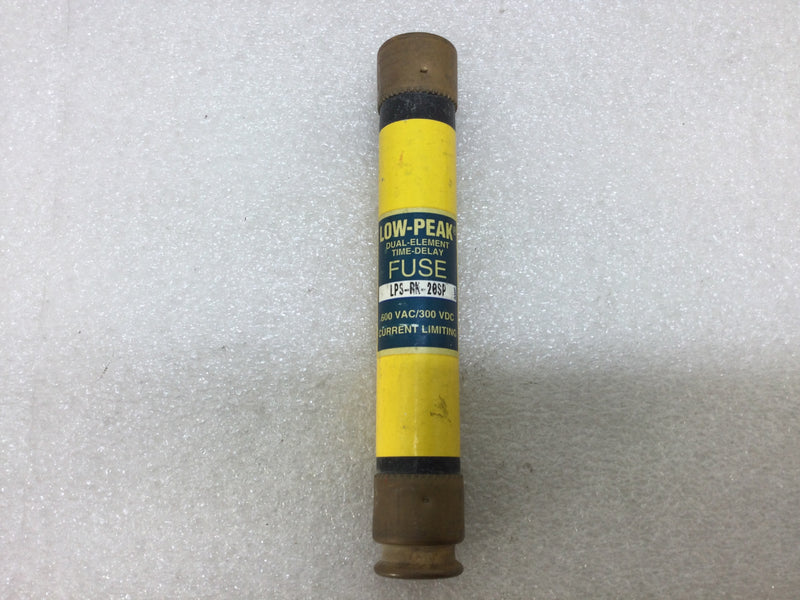 LOW-PEAK®
DUAL-ELEMENT
TIME-DELAY
FUSE
LPS-RK-20SP
600 VAC/300 VDC
CURRENT LIMITING